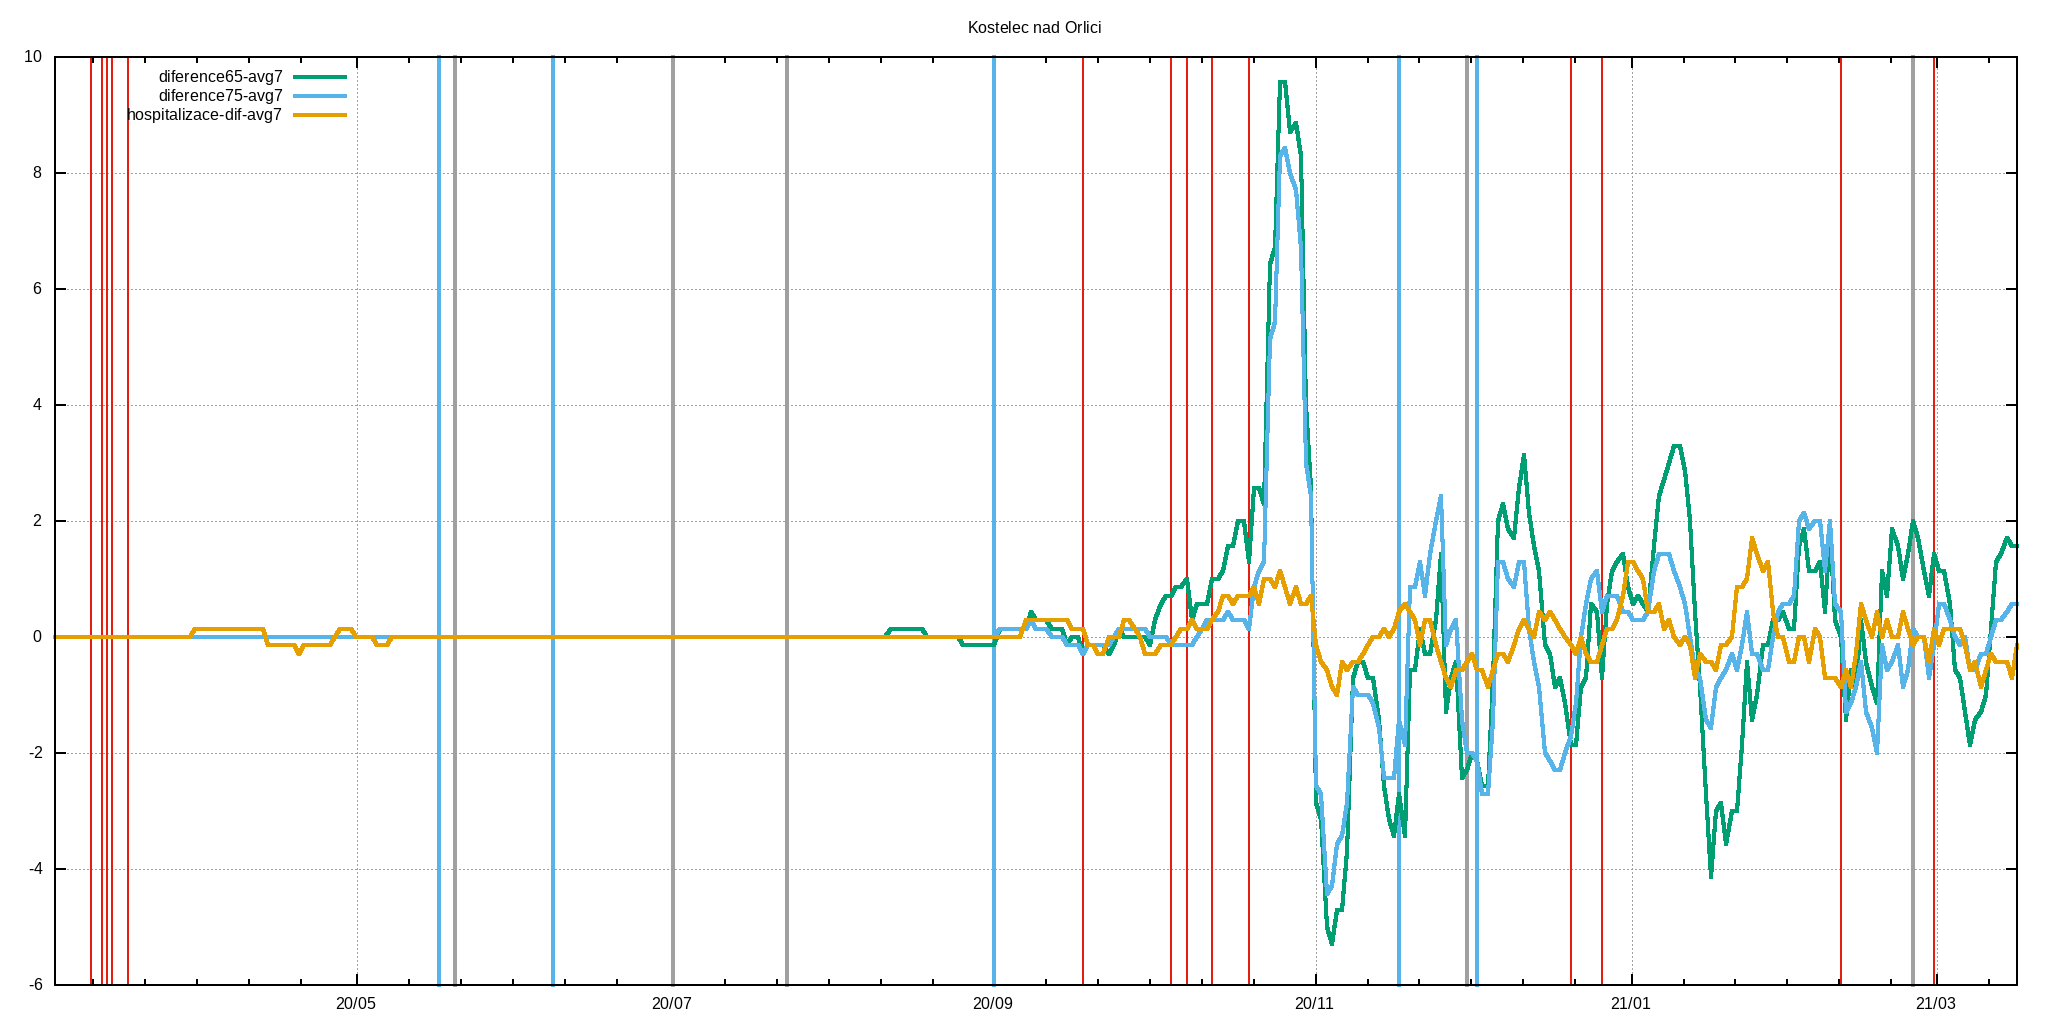 Kostelec nad Orlici
diference65-avg7
diference75-avg7
hospitalizace-dif-avg7
10
8
6
4
2
0
-2
-4
-6
20/05 20/07 20/09 20/11 21/01 21/03